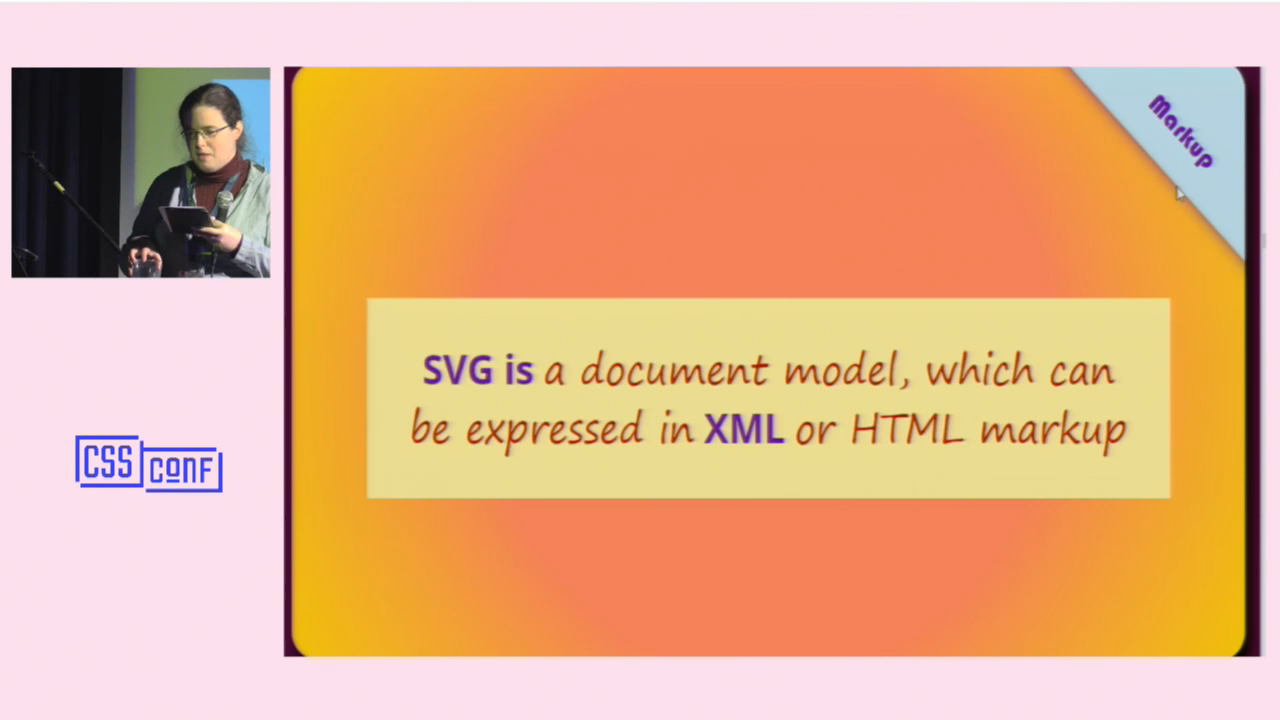 Markup
SVG is a document model, which can
be expressed in XML or HTML markup
CSS
CONF